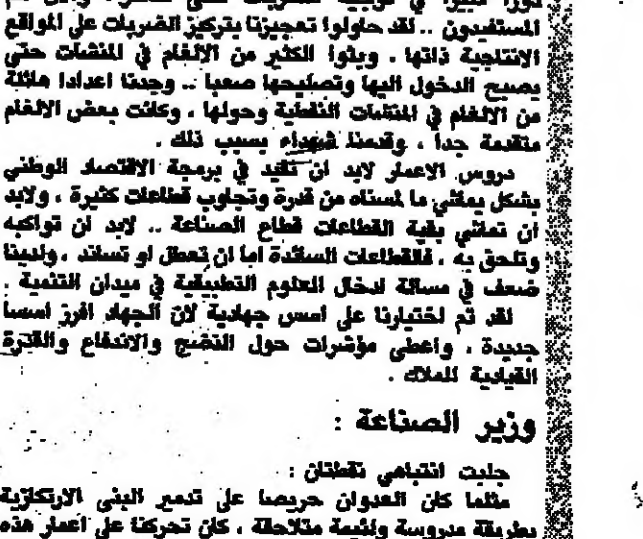 المستفيدون .. لقد حاولوا تعجيزنا بتركيز الضربات على المواقع
الانتاجية ذاتها . وبثوا الكثير من الالغام في المنشآت حتى
يصبح الدخول اليها وتصليحها صعبا .. وجدنا اعدادا هائلة
من الالغام في المنشآت النفطية وحولها ، وكانت بعض الالغام
متقدمة جدا ، وقدمنا شهداء بسبب ذلك .
دروس الاعمار لابد ان تفيد في برمجة الاقتصاد الوطني
بشكل يماشي ما لمسناه من قدرة وتجاوب قطاعات كثيرة ، ولابد
ان تماشي بقية القطاعات قطاع الصناعة .. لابد ان تواكبه
وتلحق به . فالقطاعات الساندة اما ان تعطل او تساند ، ولدينا
ضعف في مسالة ادخال العلوم التطبيقية في ميدان التنمية .
لقد تم اختيارنا على اسس جهادية لان الجهاد افرز اسسا
جديدة ، واعطى مؤشرات حول النضج والاندفاع والقدرة
القيادية للملاك .
وزير الصناعة :
جلبت انتباهي نقطتان :
مثلما كان العدوان حريصا على تدمير البنى الارتكازية
بطريقة مدروسة ولئيمة متلاحقة ، كان تحركنا على اعمار هذه